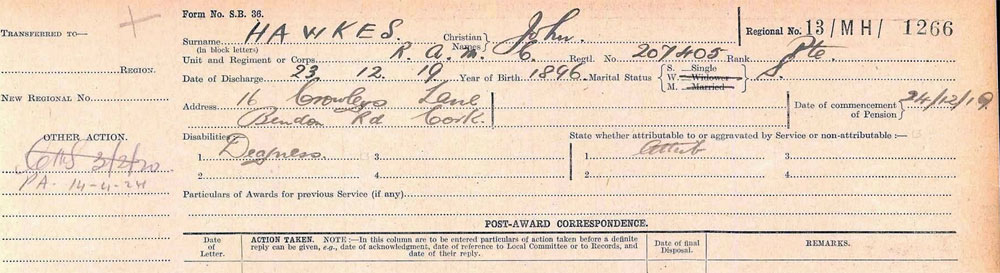 Form No. S.B. 36.
TRANSFERRED TO—
REGION.
NEW REGIONAL No.
OTHER ACTION.
3/2/20
P.A. 14-4-24
Surname HAWKES. Christian Names John. Regional No. 13/MH/ 1266
(in block letters)
Unit and Regiment or Corps R. A. M. C. Regtl. No 207405 Rank Pte.
Date of Discharge 23 12 19 Year of Birth 1896. Marital Status S. —Single S.
W. —Widower
M. —Married
Address 16 Crowleys Lane
Bandon Rd Cork.
Date of commencement of Pension 24/12/19
Disabilities State whether attributable to or aggravated by Service or non-attributable :—
1. Deafness. 3. 1. Attrib 3.
2. 4. 2. 4.
Particulars of Awards for previous Service (if any).
POST-AWARD CORRESPONDENCE.
Date of Letter.
ACTION TAKEN. NOTE :—In this column are to be entered particulars of action taken before a definite
reply can be given, e.g., date of acknowledgment, date of reference to Local Committee or to Records, and
date of their reply.
Date of final Disposal.
REMARKS.